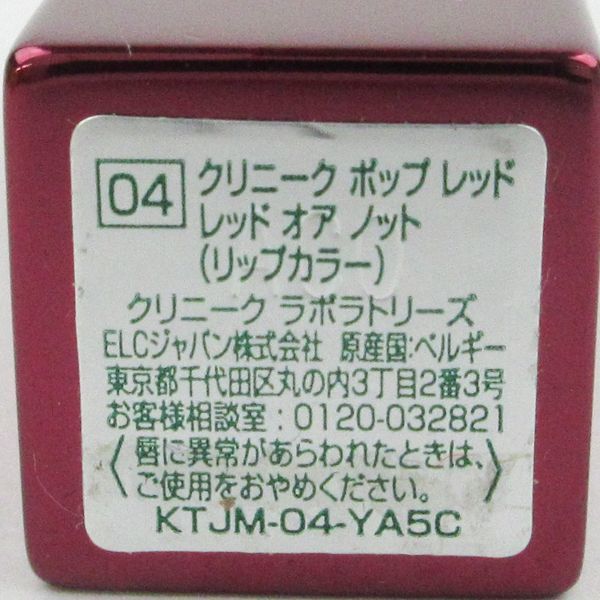 04 クリニーク ポップ レッド
レッド オア ノット
(リップカラー)
クリニーク ラボラトリーズ
ELCジャパン株式会社 原産国:ベルギー
東京都千代田区丸の内3丁目2番3号
お客様相談室:0120-032821
〈唇に異常があらわれたときは、
ご使用をおやめください。〉
KTJM-04-YA5C